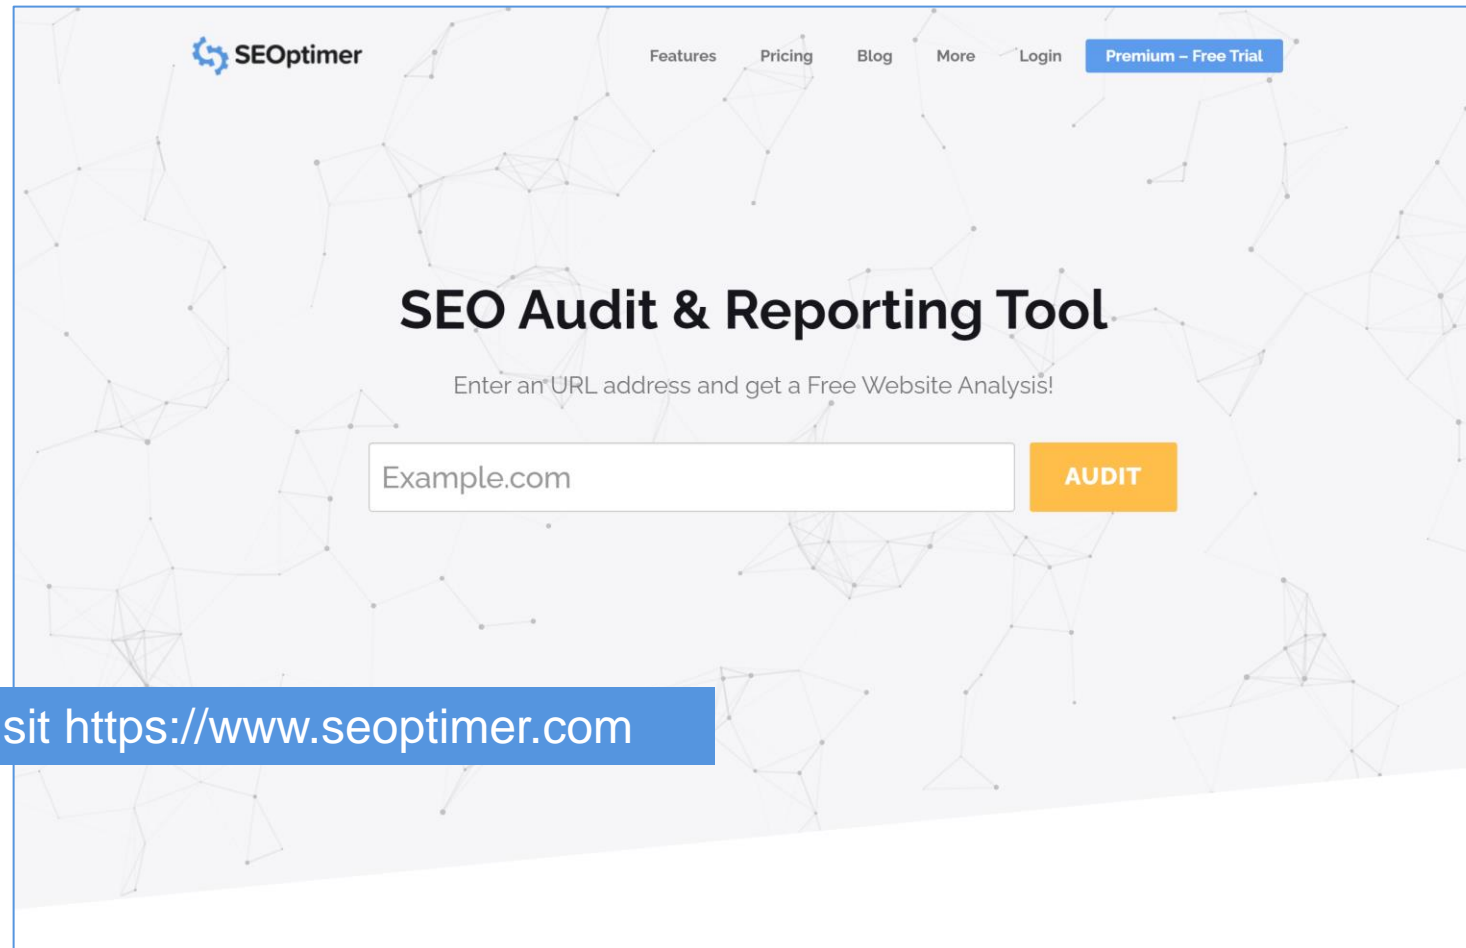 SEOptimer
Features Pricing Blog More Login Premium – Free Trial
SEO Audit & Reporting Tool
Enter an URL address and get a Free Website Analysis!
Example.com AUDIT
sit https://www.seoptimer.com